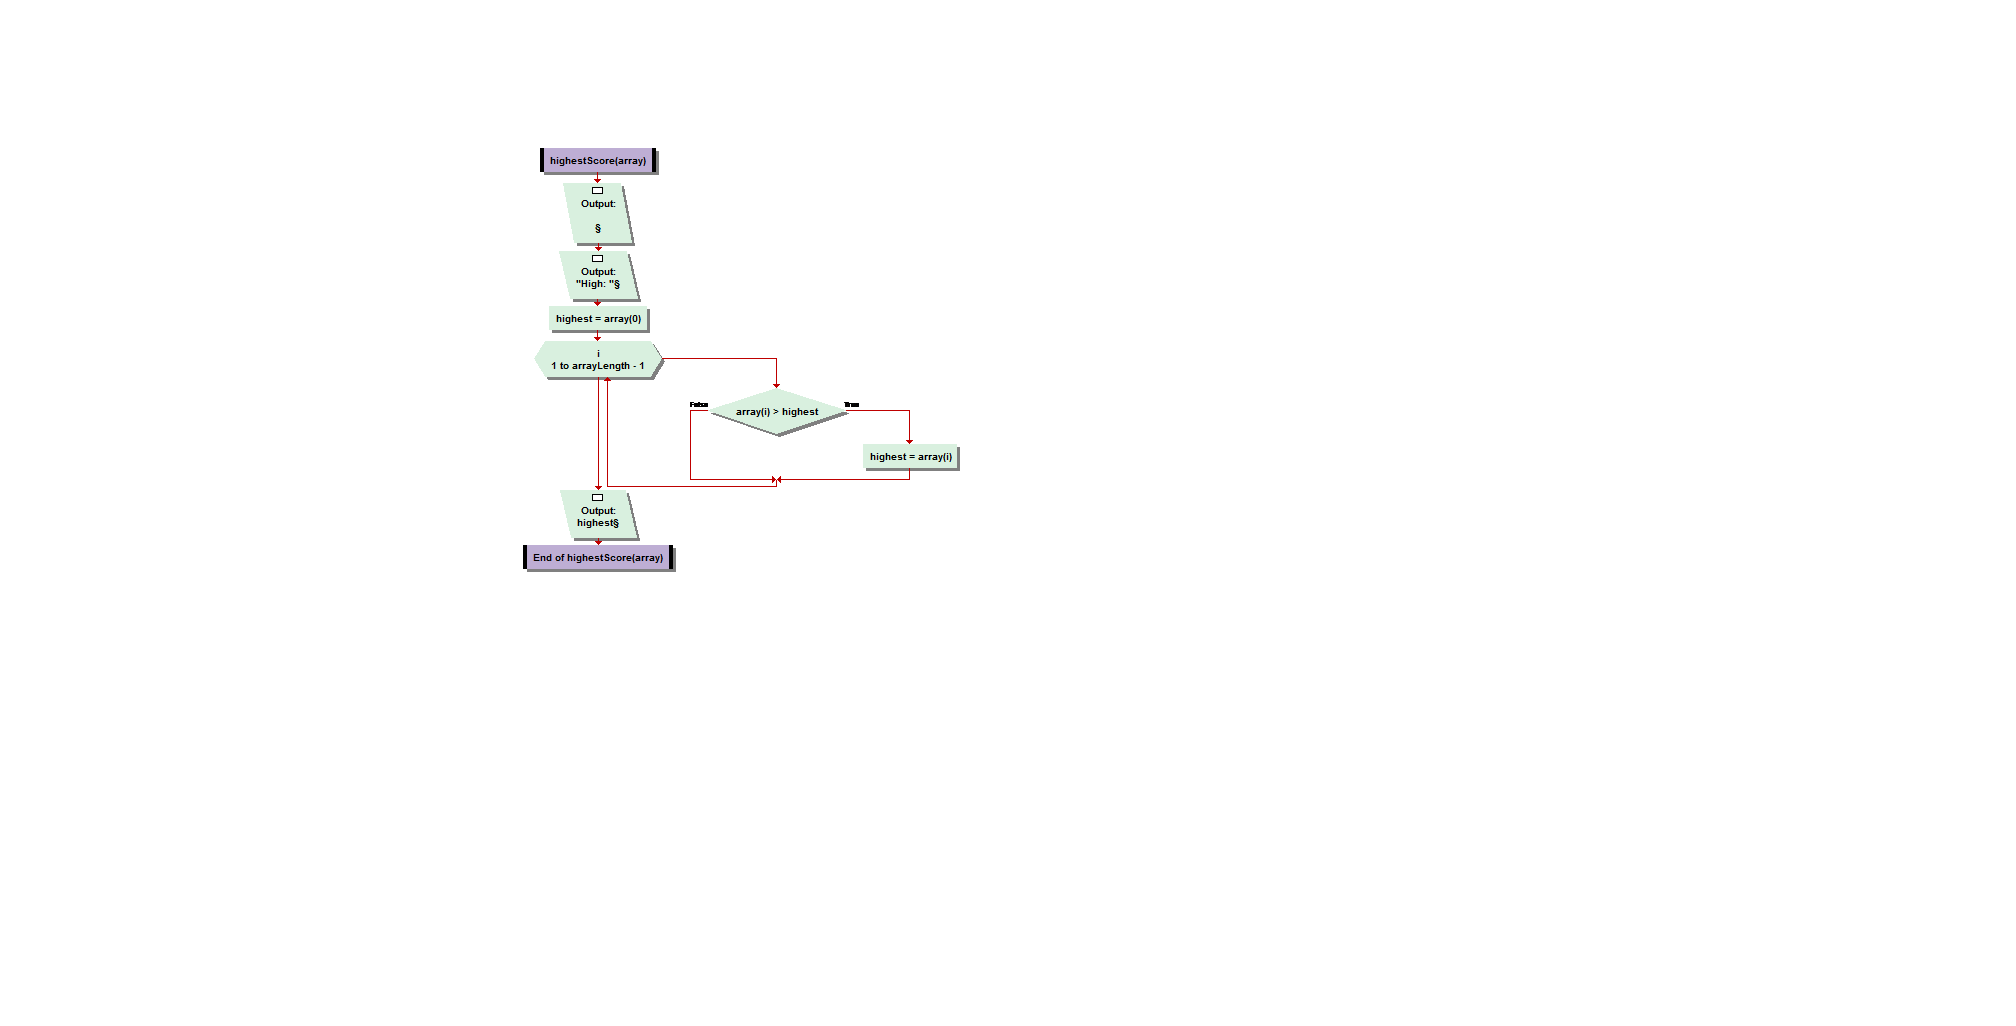 highestScore(array)
Output:
§
Output:
"High: "§
highest = array(0)
i
1 to arrayLength - 1
False
True
array(i) > highest
highest = array(i)
Output:
highest§
End of highestScore(array)